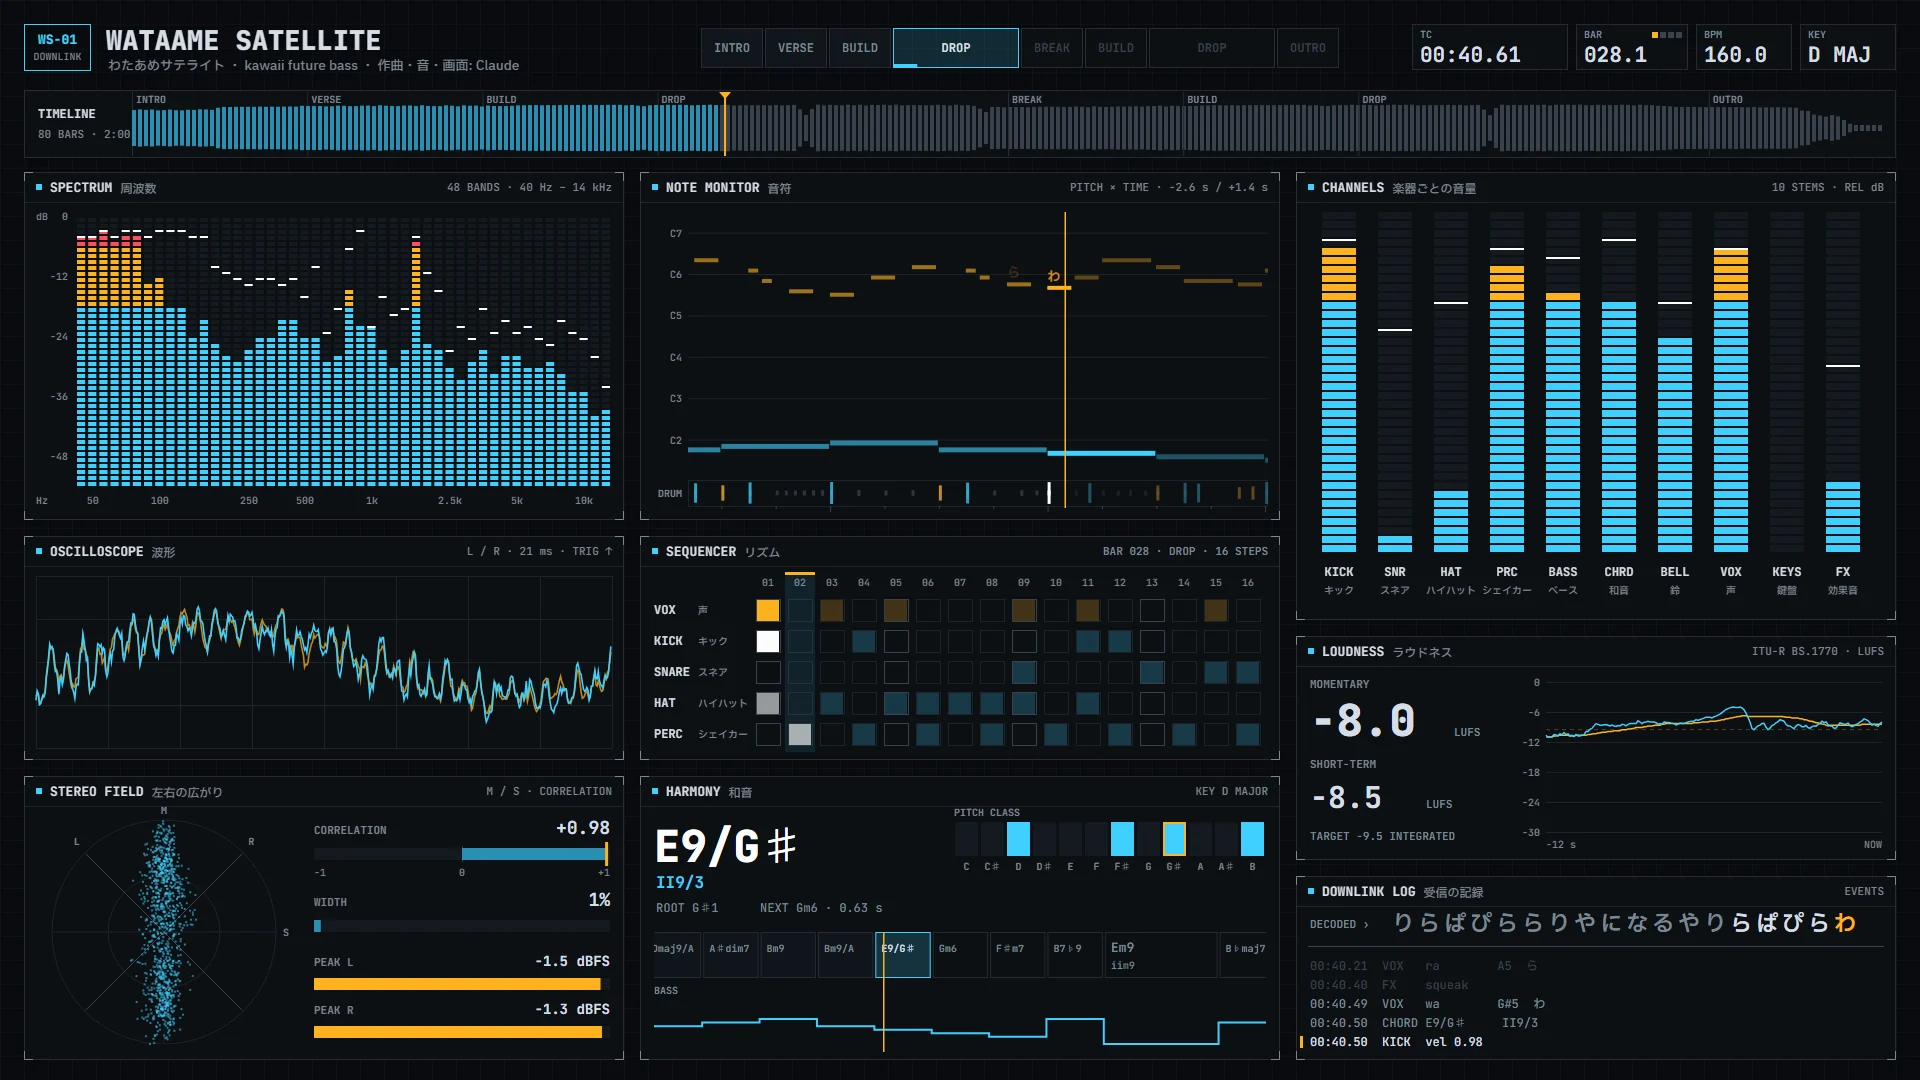 WS-01
DOWNLINK
WATAAME SATELLITE
わたあめサテライト ・ kawaii future bass ・ 作曲・音・画面: Claude
INTRO VERSE BUILD DROP BREAK BUILD DROP OUTRO
TC
00:40.61
BAR
028.1
BPM
160.0
KEY
D MAJ
TIMELINE
80 BARS · 2:00
INTRO VERSE BUILD DROP BREAK BUILD DROP OUTRO
SPECTRUM 周波数
48 BANDS · 40 Hz – 14 kHz
dB 0
-12
-24
-36
-48
Hz 50 100 250 500 1k 2.5k 5k 10k
NOTE MONITOR 音符
PITCH × TIME · -2.6 s / +1.4 s
C7
C6
C5
C4
C3
C2
ら わ
DRUM
CHANNELS 楽器ごとの音量
10 STEMS · REL dB
KICK SNR HAT PRC BASS CHRD BELL VOX KEYS FX
キック スネア ハイハット シェイカー ベース 和音 鈴 声 鍵盤 効果音
OSCILLOSCOPE 波形
L / R · 21 ms · TRIG ↑
SEQUENCER リズム
BAR 028 · DROP · 16 STEPS
01 02 03 04 05 06 07 08 09 10 11 12 13 14 15 16
VOX 声
KICK キック
SNARE スネア
HAT ハイハット
PERC シェイカー
LOUDNESS ラウドネス
ITU-R BS.1770 · LUFS
MOMENTARY
-8.0 LUFS
SHORT-TERM
-8.5 LUFS
TARGET -9.5 INTEGRATED
0
-6
-12
-18
-24
-30
-12 s NOW
STEREO FIELD 左右の広がり
M / S · CORRELATION
M
L R
S
CORRELATION +0.98
-1 0 +1
WIDTH 1%
PEAK L -1.5 dBFS
PEAK R -1.3 dBFS
HARMONY 和音
KEY D MAJOR
E9/G♯
II9/3
ROOT G♯1 NEXT Gm6 · 0.63 s
PITCH CLASS
C C♯ D D♯ E F F♯ G G♯ A A♯ B
Dmaj9/A A♯dim7 Bm9 Bm9/A E9/G♯ Gm6 F♯m7 B7♭9 Em9 B♭maj7
iim9
BASS
DOWNLINK LOG 受信の記録
EVENTS
DECODED › りらぱぴららりやになるやりらぱぴらわ
00:40.21 VOX ra A5 ら
00:40.40 FX squeak
00:40.49 VOX wa G#5 わ
00:40.50 CHORD E9/G♯ II9/3
00:40.50 KICK vel 0.98